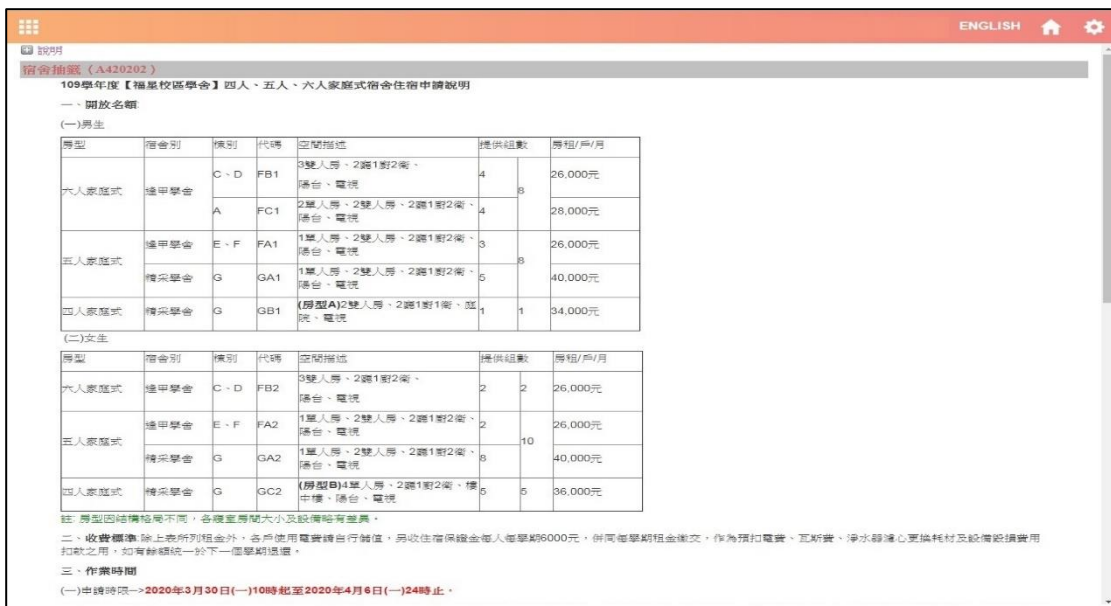 ENGLISH
說明
宿舍抽籤（A420202）
109學年度【福星校區學舍】四人、五人、六人家庭式宿舍住宿申請說明
一、開放名額
(一)男生
房型 宿舍別 棟別 代碼 空間描述 提供組數 房租/戶/月
六人家庭式 逢甲學舍 C、D FB1 3雙人房、2廳1廚2衛、
陽台、電視 4 8 26,000元
A FC1 2單人房、2雙人房、2廳1廚2衛、
陽台、電視 4 28,000元
五人家庭式 逢甲學舍 E、F FA1 1單人房、2雙人房、2廳1廚2衛、
陽台、電視 3 8 26,000元
精采學舍 G GA1 1單人房、2雙人房、2廳1廚2衛、
陽台、電視 5 40,000元
四人家庭式 精采學舍 G GB1 (房型A)2雙人房、2廳1廚1衛、庭
院、電視 1 1 34,000元
(二)女生
房型 宿舍別 棟別 代碼 空間描述 提供組數 房租/戶/月
六人家庭式 逢甲學舍 C、D FB2 3雙人房、2廳1廚2衛、
陽台、電視 2 2 26,000元
五人家庭式 逢甲學舍 E、F FA2 1單人房、2雙人房、2廳1廚2衛、
陽台、電視 2 10 26,000元
精采學舍 G GA2 1單人房、2雙人房、2廳1廚2衛、
陽台、電視 8 40,000元
四人家庭式 精采學舍 G GC2 (房型B)4單人房、2廳1廚2衛、樓
中樓、陽台、電視 5 5 36,000元
註: 房型因結構格局不同，各寢室房間大小及設備略有差異。
二、收費標準:除上表所列租金外，各戶使用電費請自行儲值，另收住宿保證金每人每學期6000元，併同每學期租金繳交，作為預扣電費、瓦斯費、淨水器濾心更換耗材及設備毀損費用
扣款之用，如有餘額統一於下一個學期退還。
三、作業時間
(一)申請時限-->2020年3月30日(一)10時起至2020年4月6日(一)24時止。